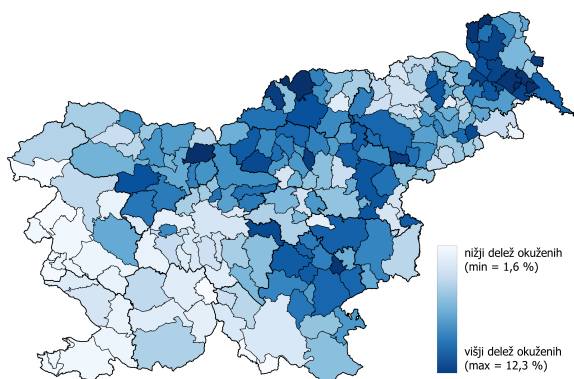 nižji delež okuženih
(min = 1,6 %)
višji delež okuženih
(max = 12,3 %)